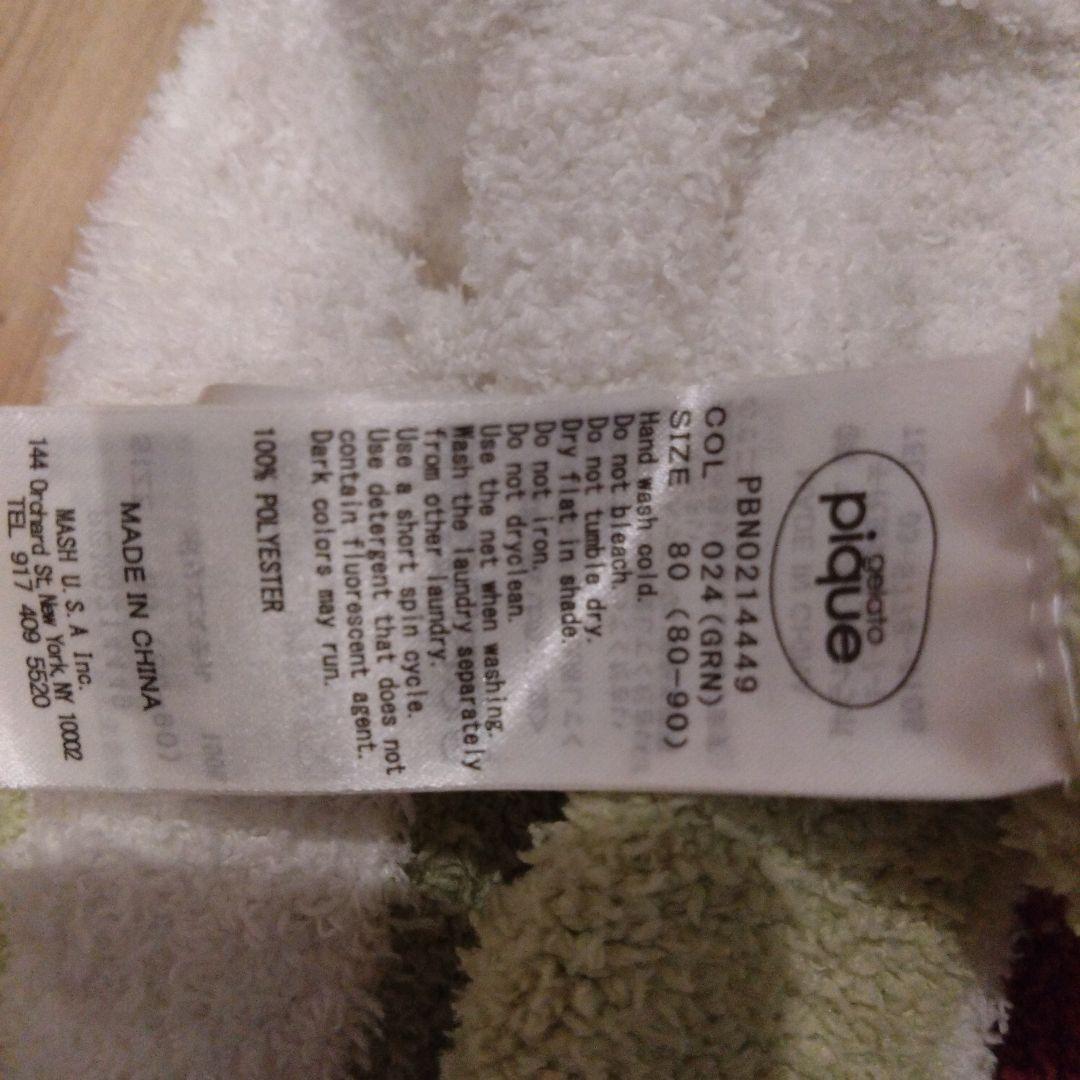 gelato
pique
PBN0214449
COL 024(GRN)
SIZE 80 (80-90)
Hand wash cold.
Do not bleach.
Do not tumble dry.
Dry flat in shade.
Do not iron.
Do not dryclean.
Use the net when washing.
Wash the laundry separately
from other laundry.
Use a short spin cycle.
Use detergent that does not
contain fluorescent agent.
Dark colors may run.
100% POLYESTER
MADE IN CHINA
MASH U.S.A Inc.
144 Orchard St, New York, NY 10002
TEL 917 409 5520